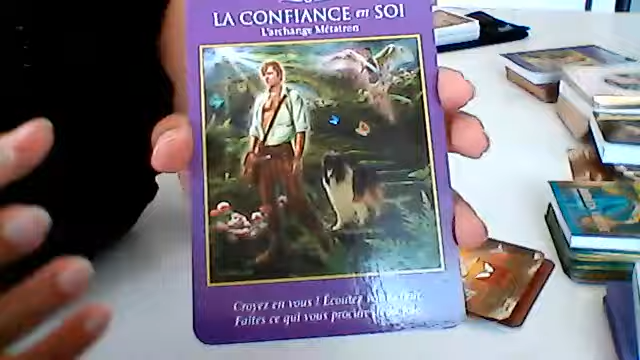 LA CONFIANCE en SOI
L'archange Métatron
Croyez en vous ! Écoutez
Faites ce qui vous procure